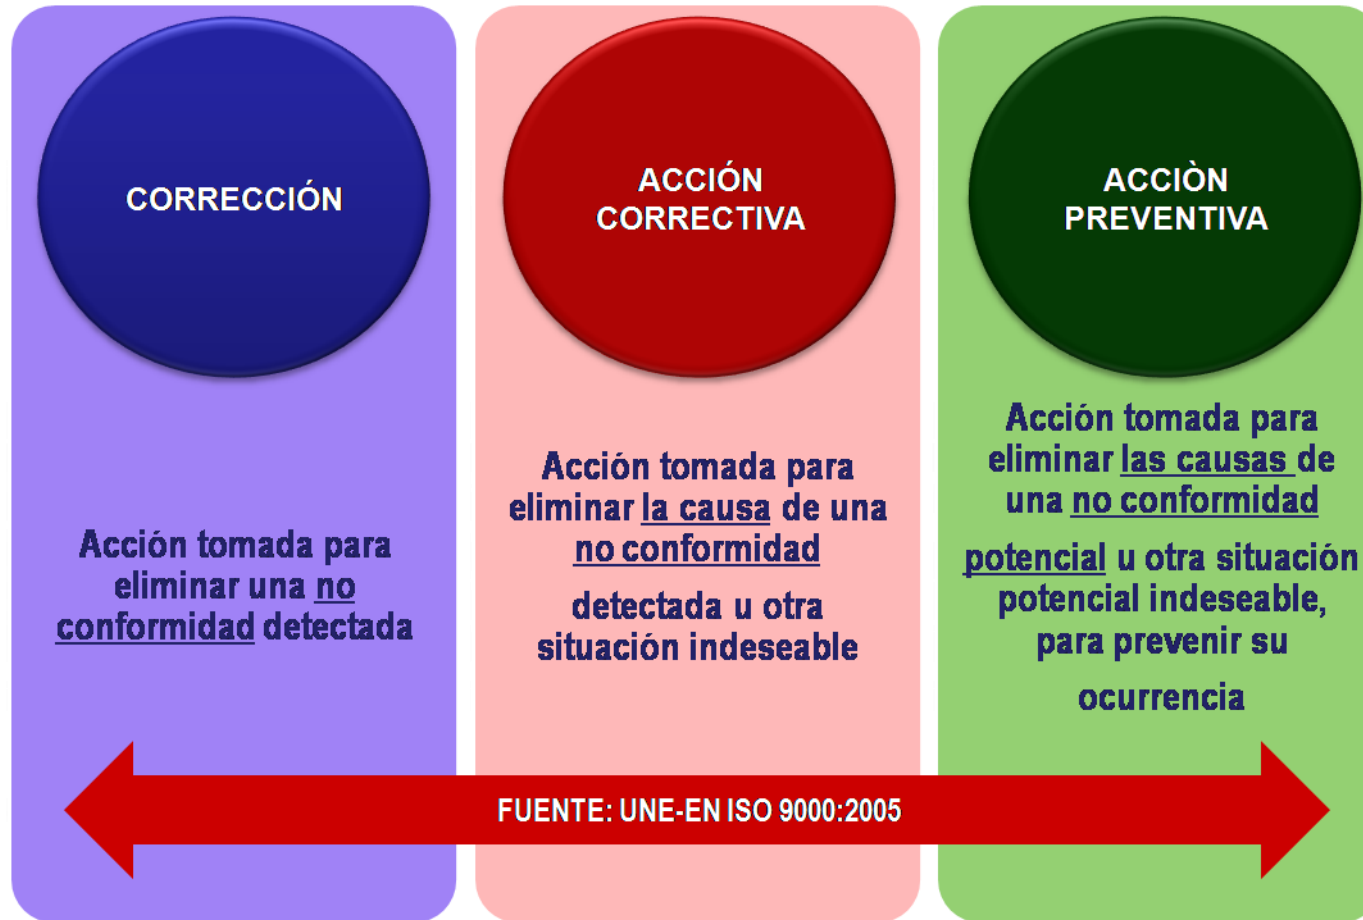 CORRECCIÓN
Acción tomada para
eliminar una no
conformidad detectada
ACCIÓN
CORRECTIVA
Acción tomada para
eliminar la causa de una
no conformidad
detectada u otra
situación indeseable
ACCIÒN
PREVENTIVA
Acción tomada para
eliminar las causas de
una no conformidad
potencial u otra situación
potencial indeseable,
para prevenir su
ocurrencia
FUENTE: UNE-EN ISO 9000:2005